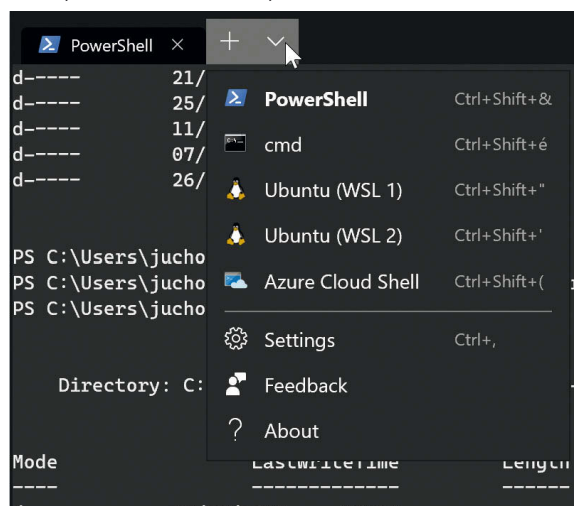 PowerShell × + 
d----- 21/
d----- 25/
d----- 11/
d----- 07/
d----- 26/
PowerShell Ctrl+Shift+&
cmd Ctrl+Shift+é
Ubuntu (WSL 1) Ctrl+Shift+"
Ubuntu (WSL 2) Ctrl+Shift+'
Azure Cloud Shell Ctrl+Shift+(
Settings Ctrl+,
Feedback
? About
PS C:\Users\jucho
PS C:\Users\jucho
PS C:\Users\jucho
Directory: C:
Mode LastWriteTime Length
---- ------------- ------